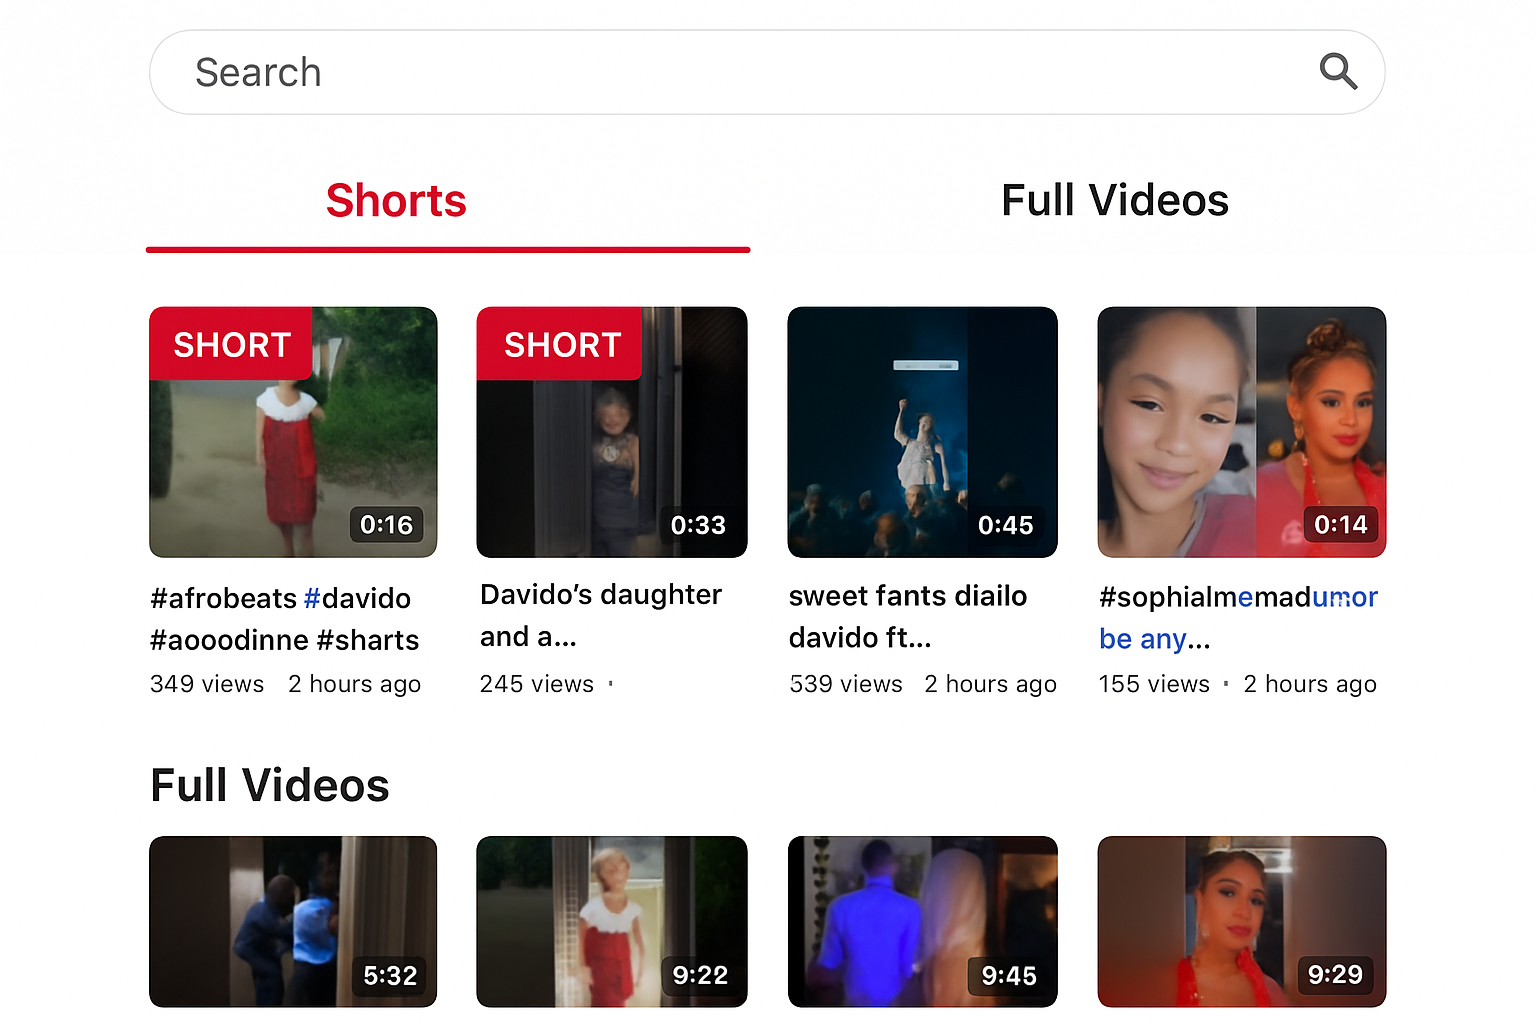 Search
Shorts
Full Videos
SHORT
SHORT
0:16
0:33
0:45
0:14
#afrobeats #davido
#aooodinne #sharts
349 views 2 hours ago
Davido’s daughter
and a...
245 views ·
sweet fants diailo
davido ft...
539 views 2 hours ago
#sophialmemadumor
be any...
155 views · 2 hours ago
Full Videos
5:32
9:22
9:45
9:29